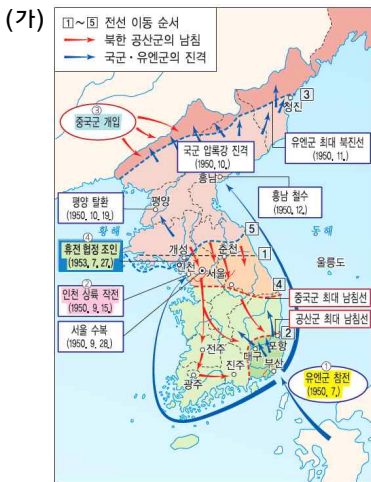 (가)
1~5 전선 이동 순서
북한 공산군의 남침
국군·유엔군의 진격
③
중국군 개입
3
청진
국군 압록강 진격
(1950. 10.)
유엔군 최대 북진선
(1950. 11.)
흥남
평양 탈환
(1950. 10. 19.)
평양
흥남 철수
(1950. 12.)
황해
동해
④
휴전 협정 조인
(1953. 7. 27.)
5
개성
춘천
1
울릉도
인천
서울
②
인천 상륙 작전
(1950. 9. 15.)
4
중국군 최대 남침선
서울 수복
(1950. 9. 28.)
공산군 최대 남침선
2
전주
대구
포항
광주
진주
부산
①
유엔군 참전
(1950. 7.)